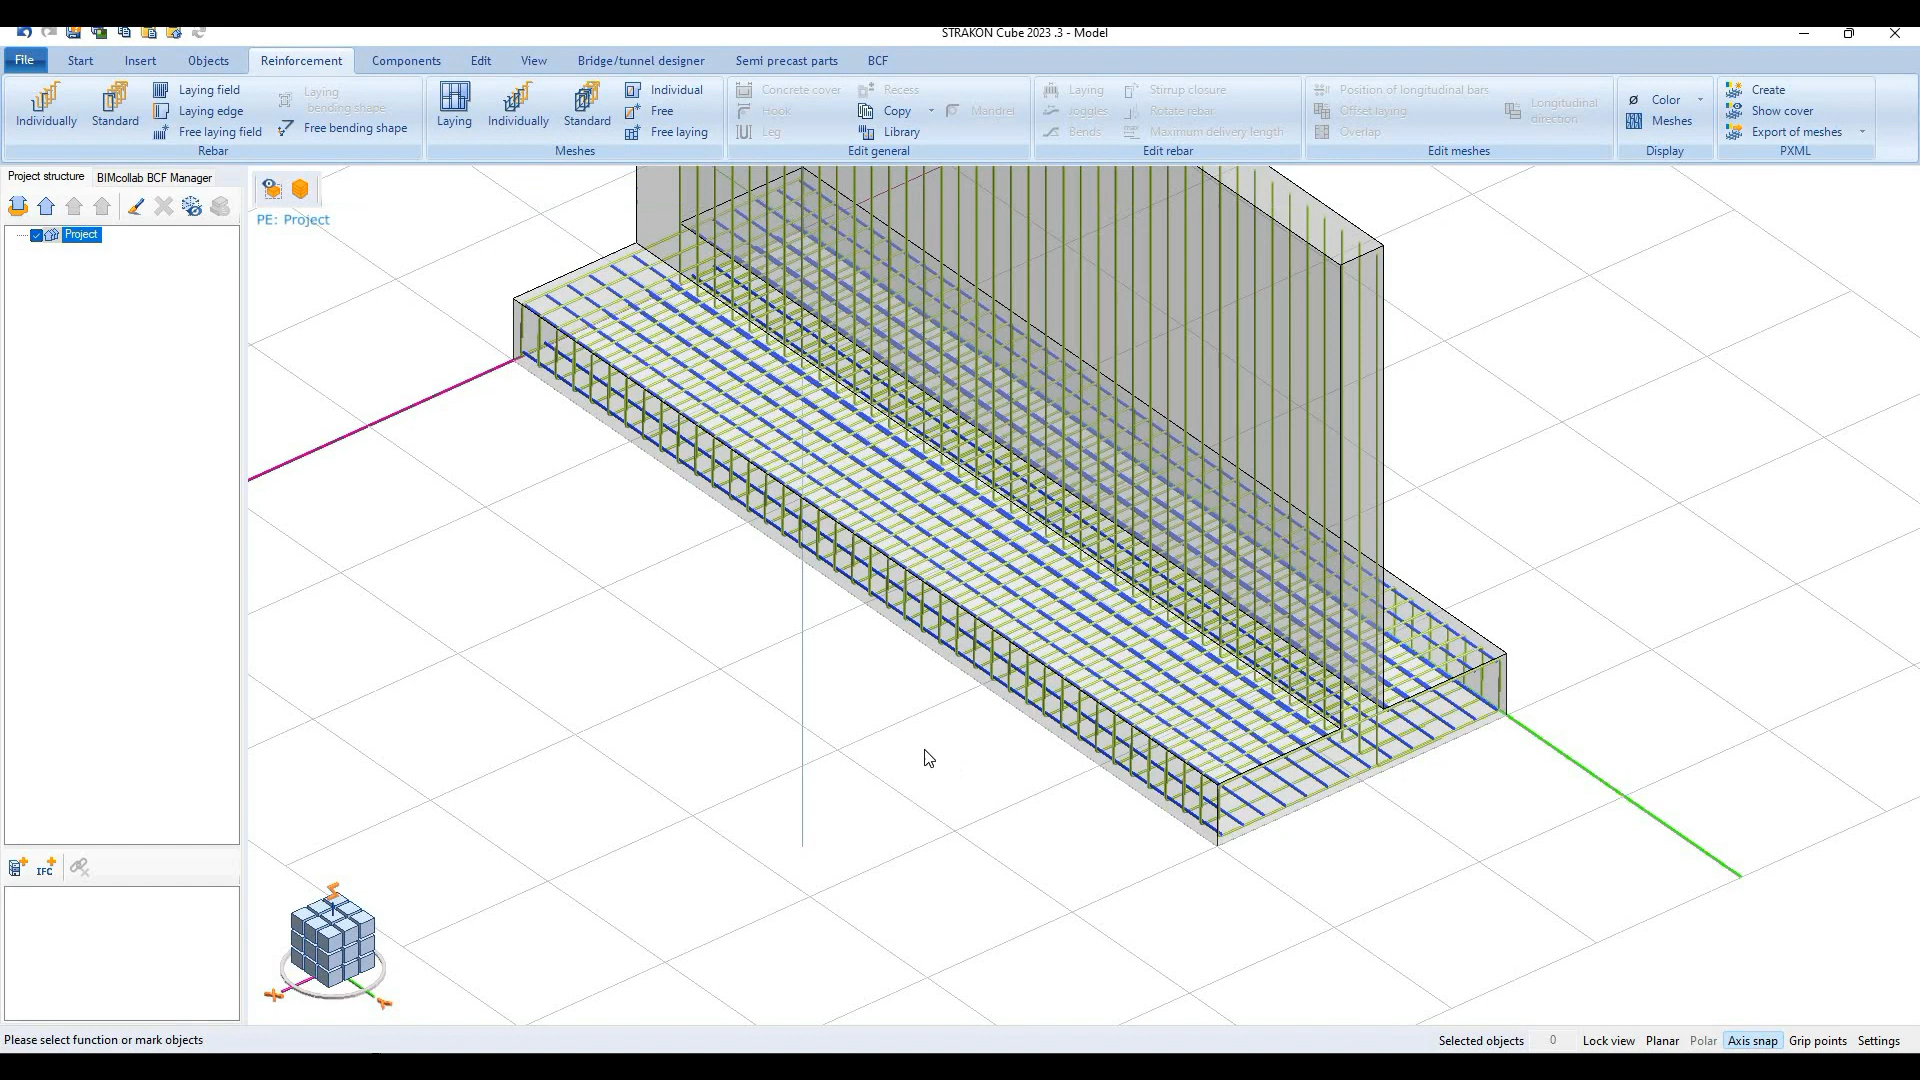 STRAKON Cube 2023 .3 - Model
File Start Insert Objects Reinforcement Components Edit View Bridge/tunnel designer Semi precast parts BCF
Individually
Standard
Laying field
Laying edge
Free laying field
Laying
bending shape
Free bending shape
Rebar
Laying
Individually
Standard
Individual
Free
Free laying
Meshes
Concrete cover
Hook
Leg
Recess
Copy
Library
Mandrel
Edit general
Laying
Joggles
Bends
Stirrup closure
Rotate rebar
Maximum delivery length
Edit rebar
Position of longitudinal bars
Offset laying
Overlap
Longitudinal
direction
Edit meshes
Color
Meshes
Display
Create
Show cover
Export of meshes
PXML
Project structure BIMcollab BCF Manager
Project
PE: Project
IFC
Z
X
Y
Please select function or mark objects
Selected objects 0 Lock view Planar Polar Axis snap Grip points Settings